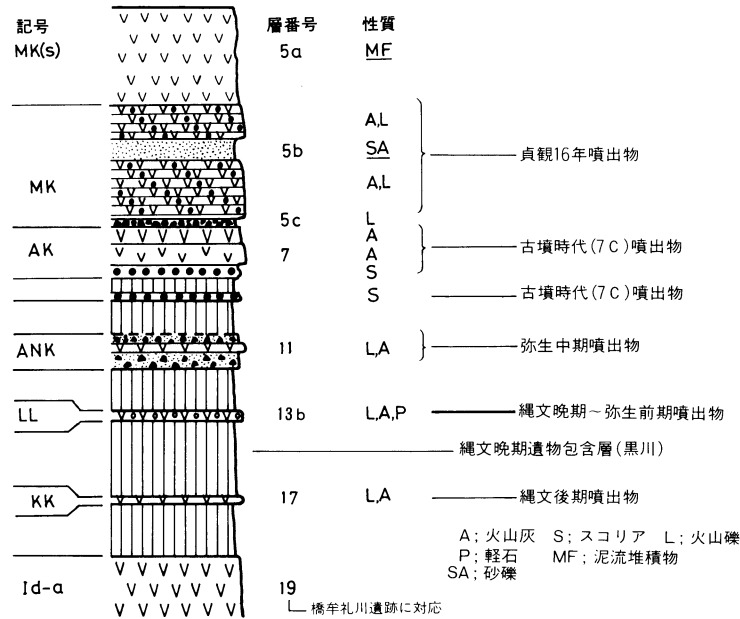 記号 層番号 性質
MK(s) 5a MF
A,L
5b SA 貞観16年噴出物
MK A,L
5c L
A
AK 7 A 古墳時代(7C)噴出物
S
S 古墳時代(7C)噴出物
ANK 11 L,A 弥生中期噴出物
LL 13b L,A,P 縄文晩期~弥生前期噴出物
縄文晩期遺物包含層(黒川)
KK 17 L,A 縄文後期噴出物
A;火山灰 S;スコリア L;火山礫
P;軽石 MF;泥流堆積物
SA;砂礫
Id-a 19
橋牟礼川遺跡に対応